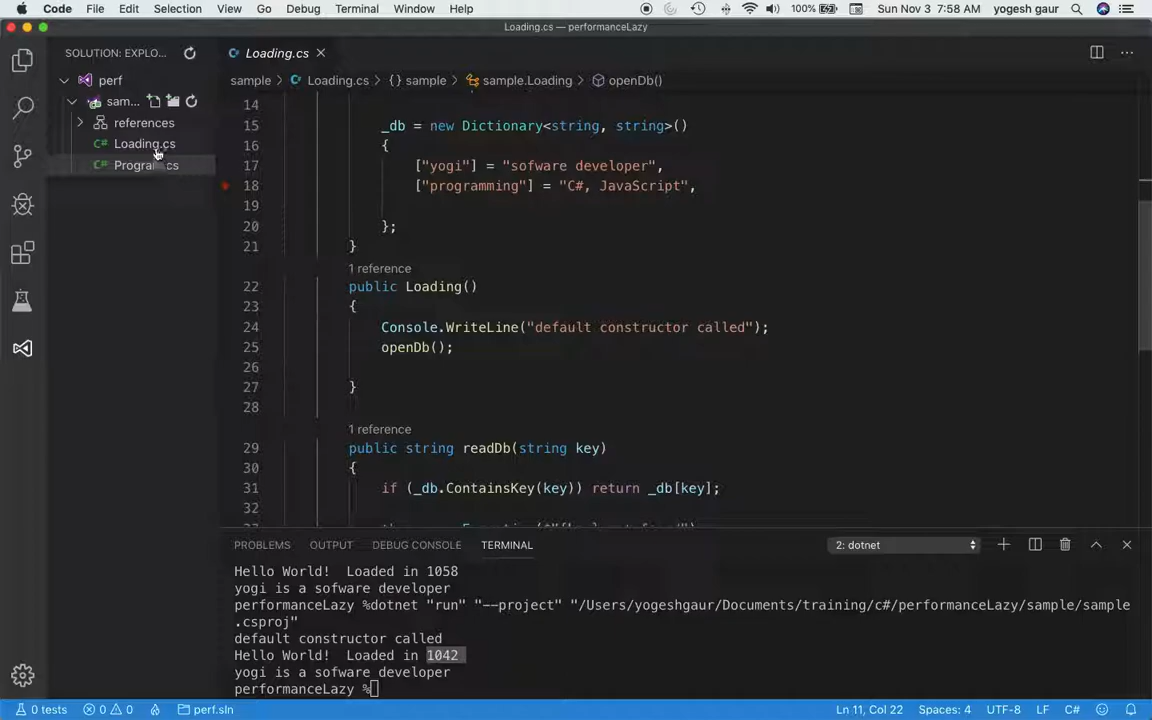 Code File Edit Selection View Go Debug Terminal Window Help 100% Sun Nov 3 7:58 AM yogesh gaur
Loading.cs — performanceLazy
SOLUTION: EXPLO...
Loading.cs
perf
sample > Loading.cs > {} sample > sample.Loading > openDb()
sam...
references
Loading.cs
Program.cs
14
15 _db = new Dictionary<string, string>()
16 {
17 ["yogi"] = "sofware developer",
18 ["programming"] = "C#, JavaScript",
19
20 };
21 }
1 reference
22 public Loading()
23 {
24 Console.WriteLine("default constructor called");
25 openDb();
26
27 }
28
1 reference
29 public string readDb(string key)
30 {
31 if (_db.ContainsKey(key)) return _db[key];
32
PROBLEMS OUTPUT DEBUG CONSOLE TERMINAL 2: dotnet
Hello World! Loaded in 1058
yogi is a sofware developer
performanceLazy %dotnet "run" "--project" "/Users/yogeshgaur/Documents/training/c#/performanceLazy/sample/sample
.csproj"
default constructor called
Hello World! Loaded in 1042
yogi is a sofware developer
performanceLazy %
0 tests 0 0 perf.sln Ln 11, Col 22 Spaces: 4 UTF-8 LF C#